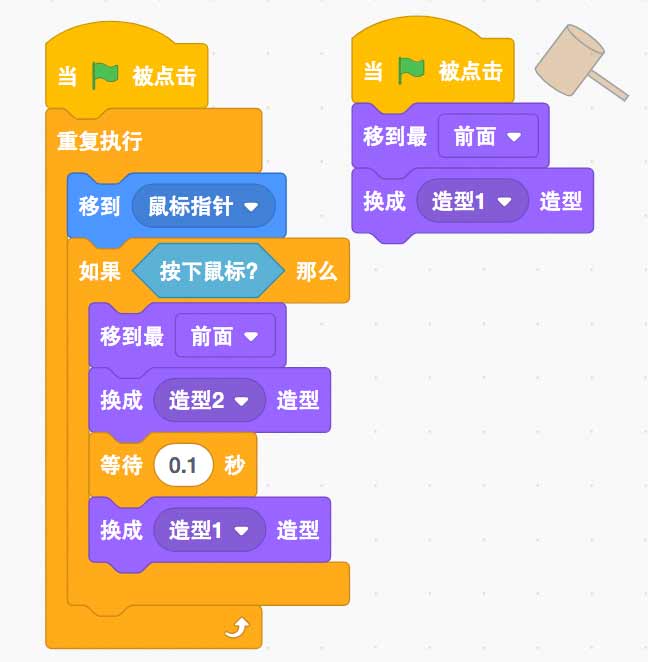 当 被点击
重复执行
移到 鼠标指针
如果 按下鼠标? 那么
移到最 前面
换成 造型2 造型
等待 0.1 秒
换成 造型1 造型
当 被点击
移到最 前面
换成 造型1 造型